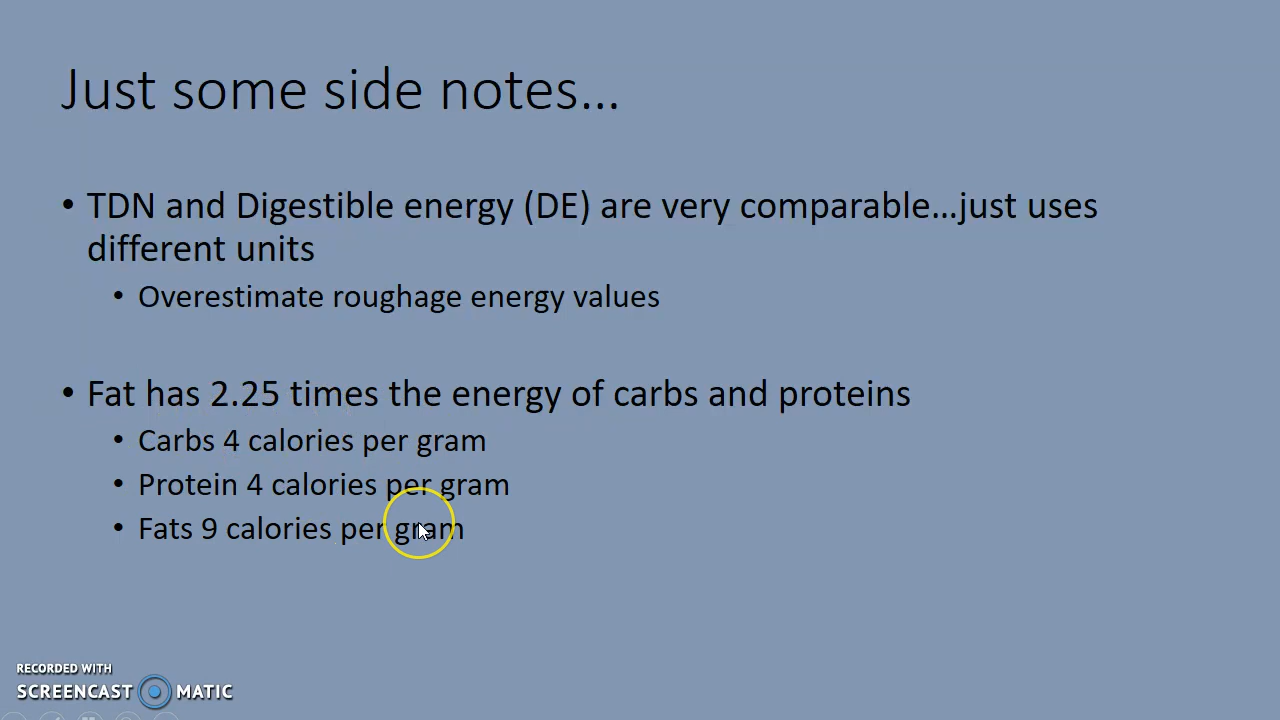 Just some side notes...
• TDN and Digestible energy (DE) are very comparable...just uses
different units
• Overestimate roughage energy values
• Fat has 2.25 times the energy of carbs and proteins
• Carbs 4 calories per gram
• Protein 4 calories per gram
• Fats 9 calories per gram
RECORDED WITH
SCREENCAST MATIC